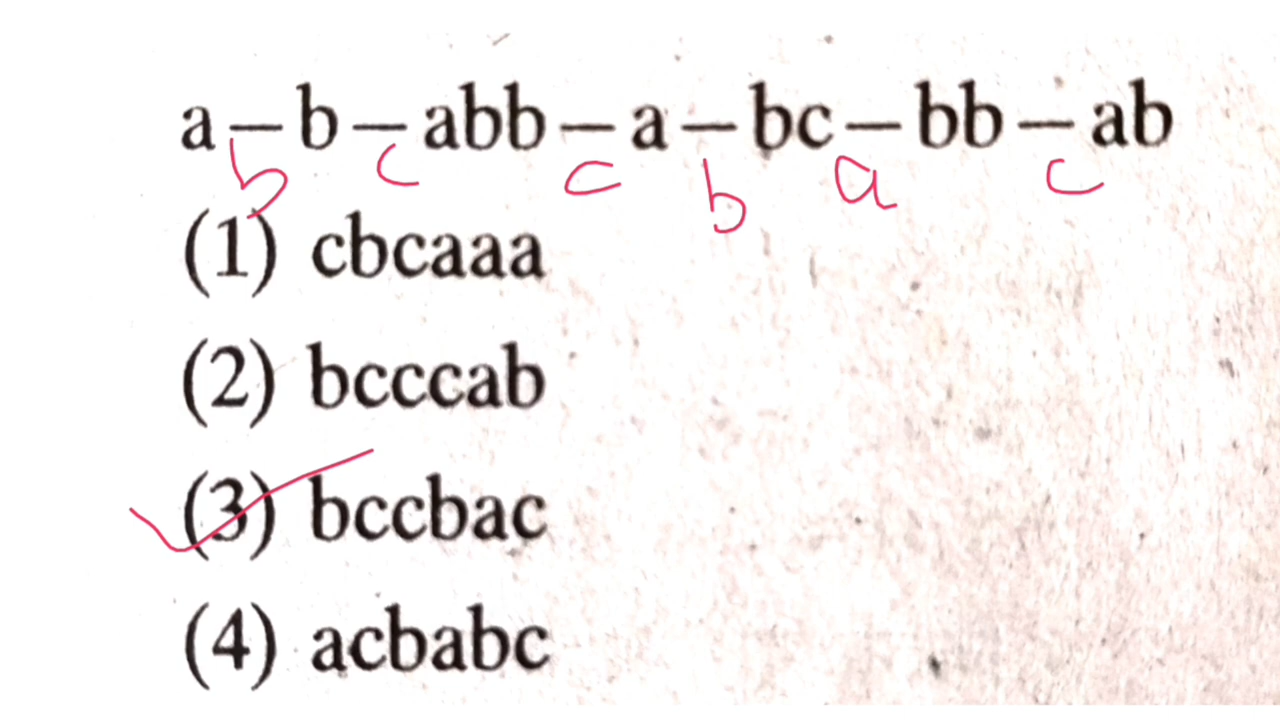 a – b – abb – a – bc – bb – ab
b c c b a c
(1) cbcaaa
(2) bcccab
(3) bccbac
(4) acbabc